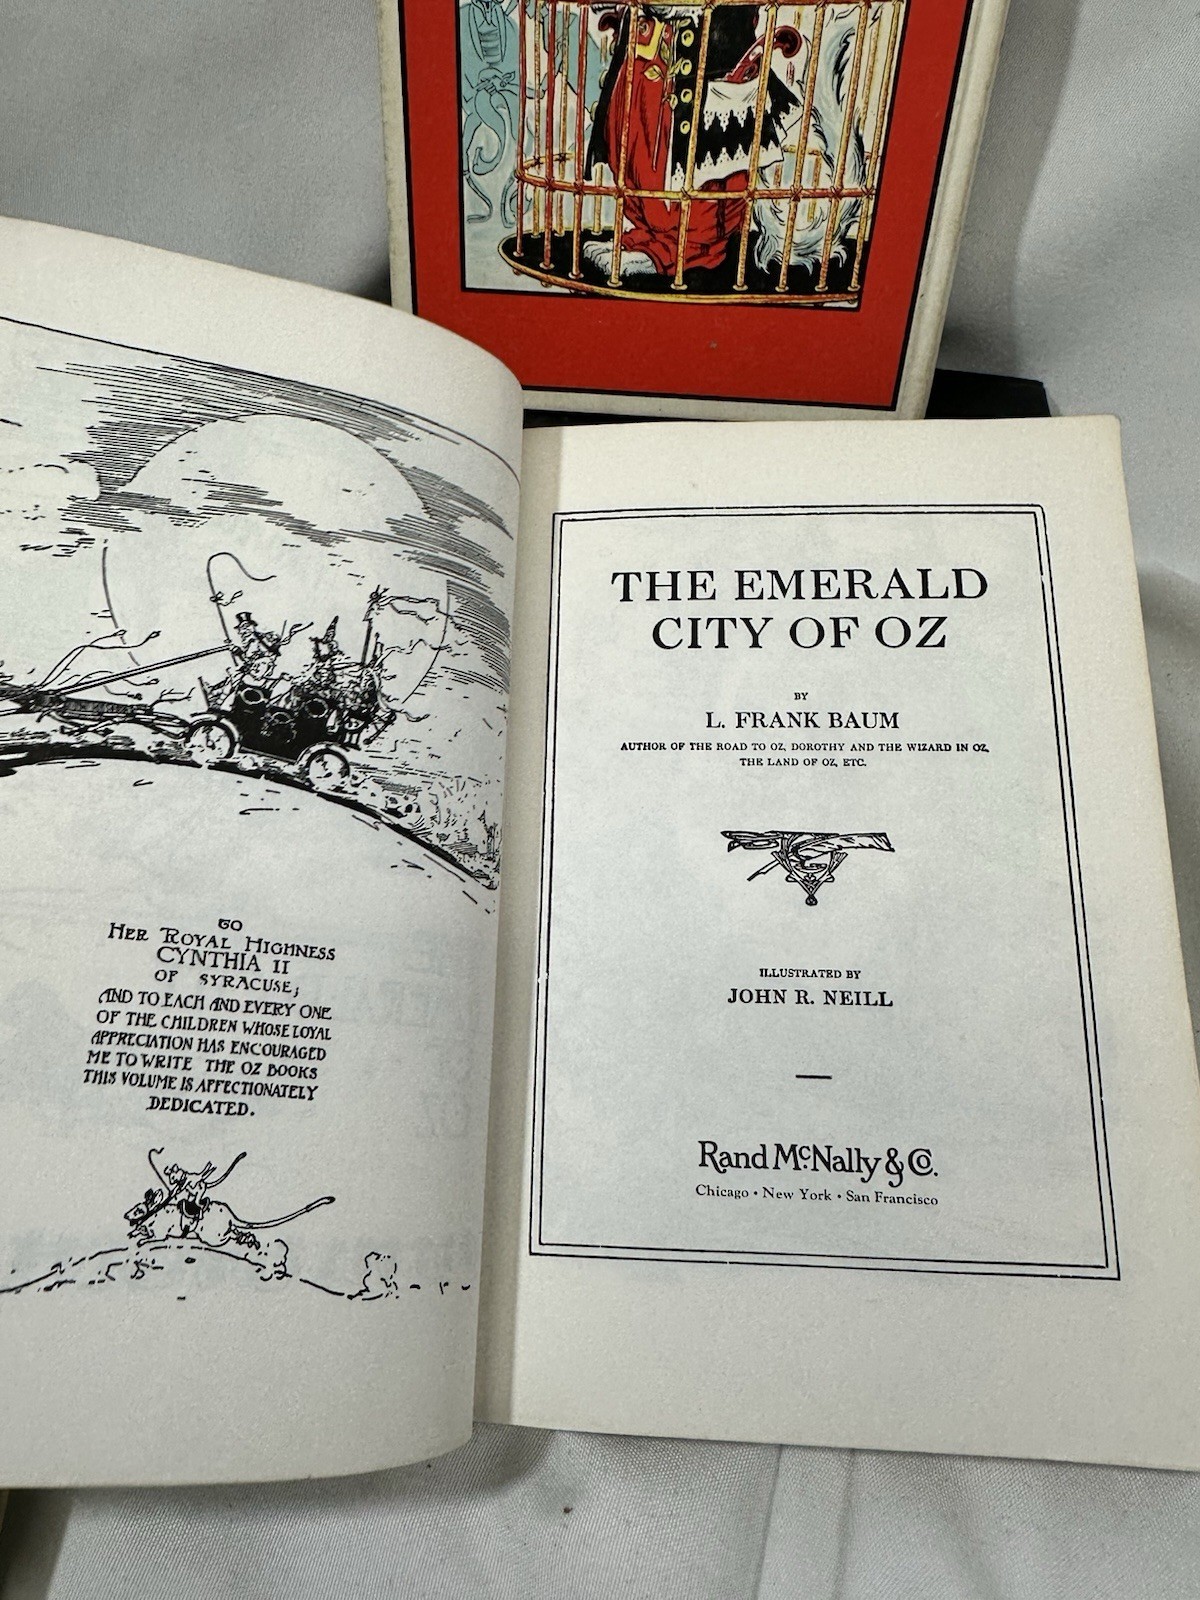 TO
HER ROYAL HIGHNESS
CYNTHIA II
OF SYRACUSE;
AND TO EACH AND EVERY ONE
OF THE CHILDREN WHOSE LOYAL
APPRECIATION HAS ENCOURAGED
ME TO WRITE THE OZ BOOKS
THIS VOLUME IS AFFECTIONATELY
DEDICATED.
THE EMERALD
CITY OF OZ
BY
L. FRANK BAUM
AUTHOR OF THE ROAD TO OZ, DOROTHY AND THE WIZARD IN OZ,
THE LAND OF OZ, ETC.
ILLUSTRATED BY
JOHN R. NEILL
Rand McNally & Co.
Chicago • New York • San Francisco